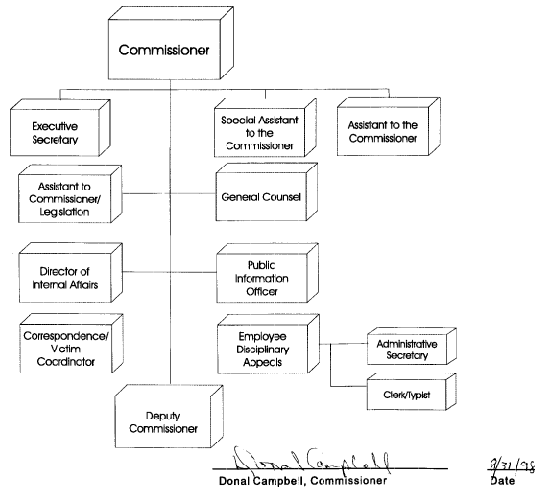 Commissioner
Executive
Secretary
Special Assistant
to the
Commissioner
Assistant to the
Commissioner
Assistant to
Commissioner/
Legislation
General Counsel
Director of
Internal Affairs
Public
Information
Officer
Correspondence/
Victim
Coordinator
Employee
Disciplinary
Appeals
Administrative
Secretary
Clerk/Typist
Deputy
Commissioner
Donal Campbell
Donal Campbell, Commissioner
Date